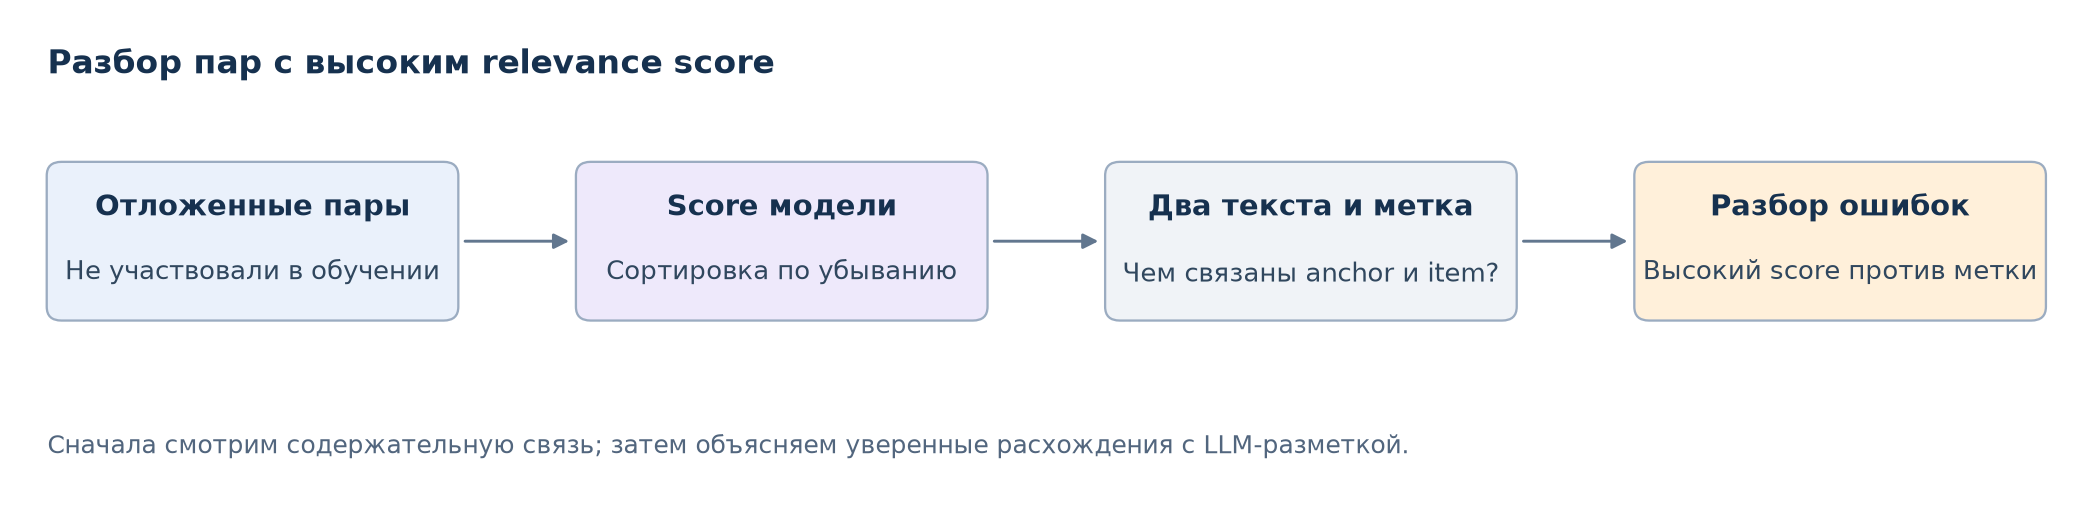 Разбор пар с высоким relevance score
Отложенные пары
Не участвовали в обучении
Score модели
Сортировка по убыванию
Два текста и метка
Чем связаны anchor и item?
Разбор ошибок
Высокий score против метки
Сначала смотрим содержательную связь; затем объясняем уверенные расхождения с LLM-разметкой.